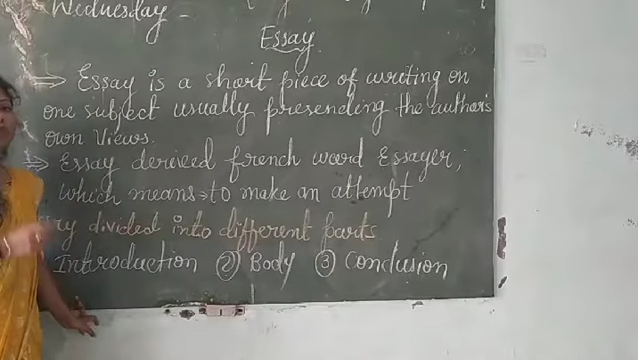 Wednesday -
Essay
⇒ Essay is a short piece of writing on
one subject usually presending the author's
own Views.
⇒ Essay dericed french word Essayer,
which means → to make an attempt
divided into different parts
Introduction ② Body ③ Conclusion